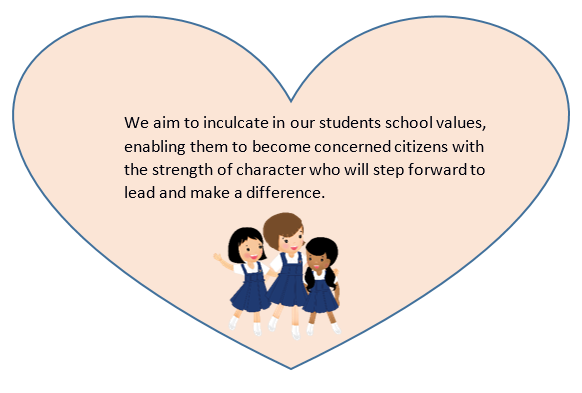 We aim to inculcate in our students school values,
enabling them to become concerned citizens with
the strength of character who will step forward to
lead and make a difference.